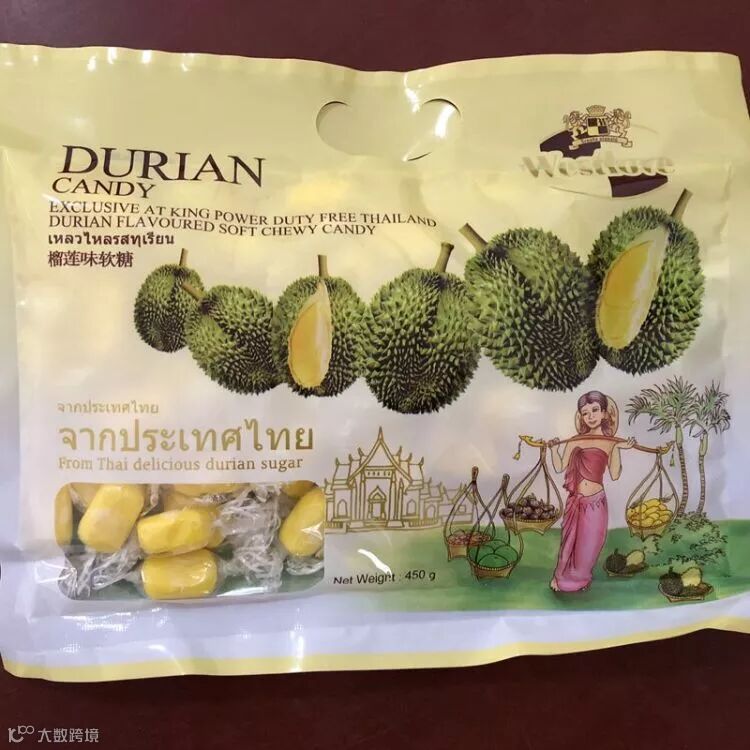 DURIAN
CANDY
EXCLUSIVE AT KING POWER DUTY FREE THAILAND
DURIAN FLAVOURED SOFT CHEWY CANDY
เหลวไหลรสทุเรียน
榴莲味软糖
Westlove
จากประเทศไทย
จากประเทศไทย
From Thai delicious durian sugar
Net Weight : 450 g
大数跨境